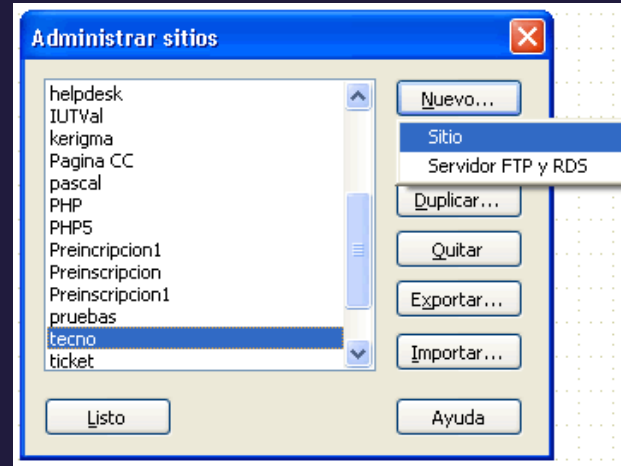 Administrar sitios
helpdesk
IUTVal
kerigma
Pagina CC
pascal
PHP
PHP5
Preincripcion1
Preinscripcion
Preinscripcion1
pruebas
tecno
ticket
Nuevo...
Sitio
Servidor FTP y RDS
Duplicar...
Quitar
Exportar...
Importar...
Listo
Ayuda